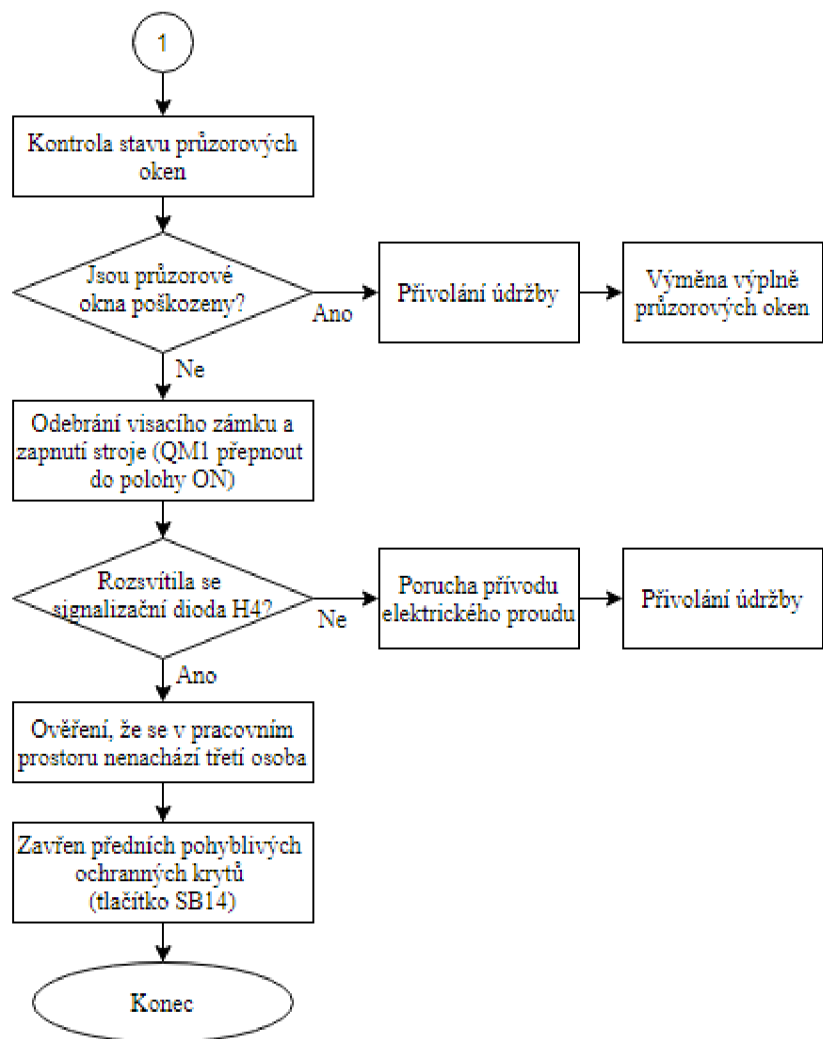 1
Kontrola stavu průzorových
oken
Jsou průzorové
okna poškozeny?
Ano
Přivolání údržby
Výměna výplně
průzorových oken
Ne
Odebrání visacího zámku a
zapnutí stroje (QM1 přepnout
do polohy ON)
Rozsvítila se
signalizační dioda H4?
Ne
Porucha přívodu
elektrického proudu
Přivolání údržby
Ano
Ověření, že se v pracovním
prostoru nenachází třetí osoba
Zavřen předních pohyblivých
ochranných krytů
(tlačítko SB14)
Konec